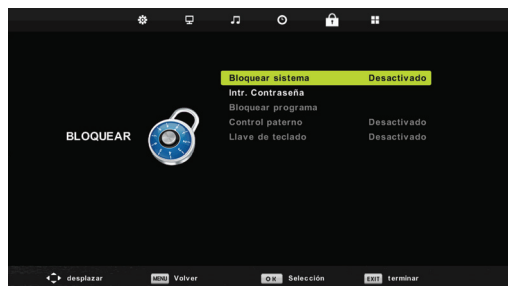 Bloquear sistema Desactivado
Intr. Contraseña
Bloquear programa
Control paterno Desactivado
Llave de teclado Desactivado
BLOQUEAR
desplazar MENU Volver OK Selección EXIT terminar